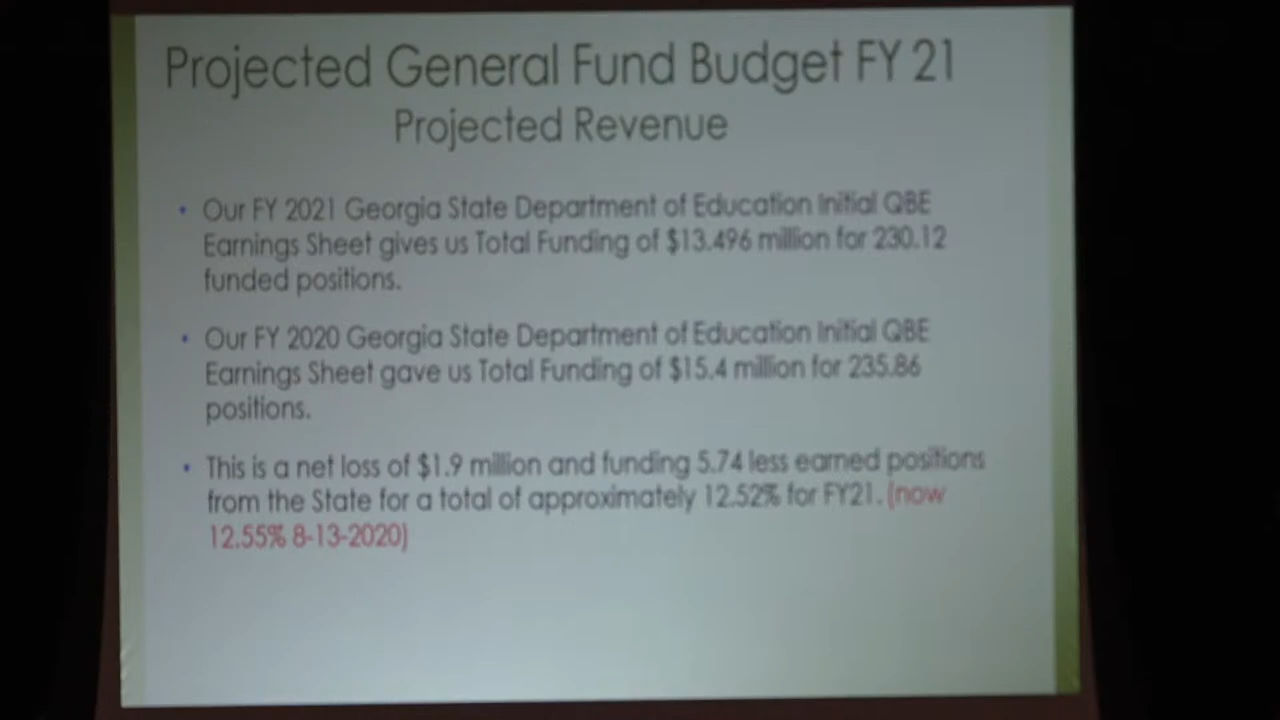 Projected General Fund Budget FY 21
Projected Revenue
• Our FY 2021 Georgia State Department of Education Initial QBE
Earnings Sheet gives us Total Funding of $13.496 million for 230.12
funded positions.
• Our FY 2020 Georgia State Department of Education Initial QBE
Earnings Sheet gave us Total Funding of $15.4 million for 235.86
positions.
• This is a net loss of $1.9 million and funding 5.74 less earned positions
from the State for a total of approximately 12.52% for FY21. (now
12.55% 8-13-2020)